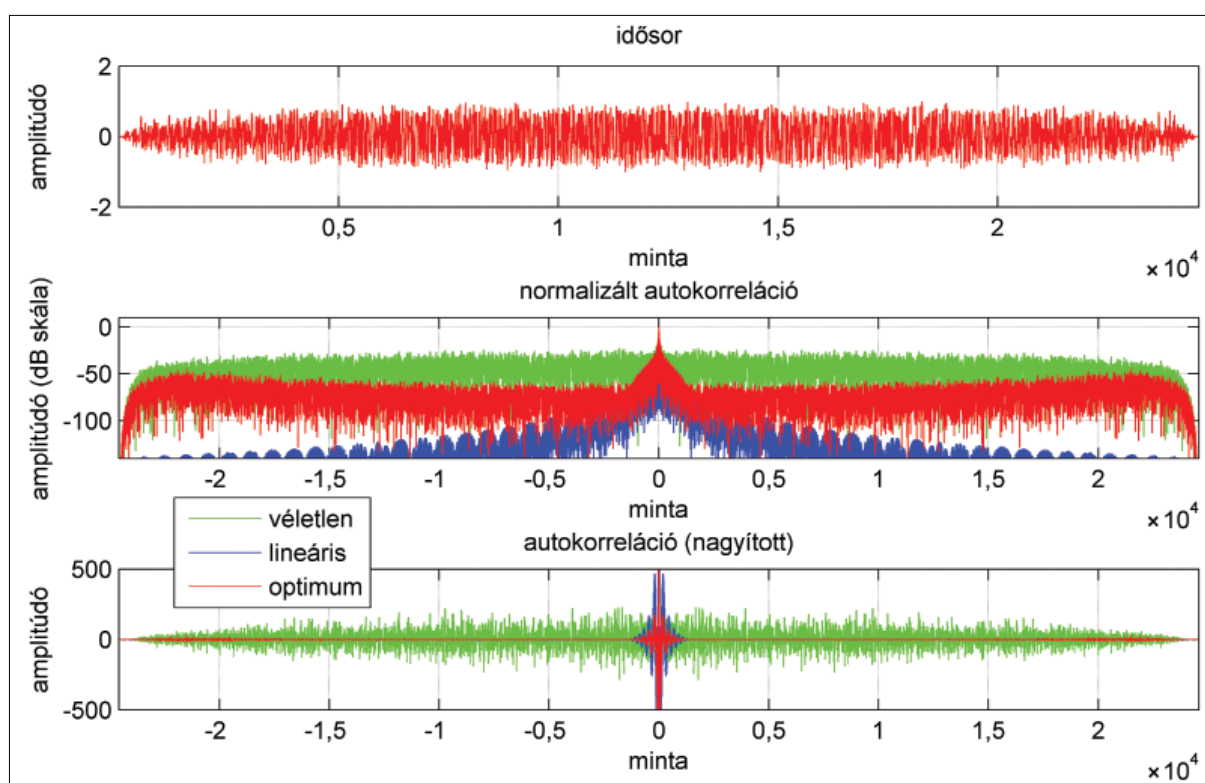 idősor
amplitúdó
2
0
-2
0,5
1
1,5
2
minta
× 10⁴
normalizált autokorreláció
amplitúdó (dB skála)
0
-50
-100
-2
-1,5
-1
-0,5
0
0,5
1
1,5
2
minta
× 10⁴
véletlen
lineáris
optimum
autokorreláció (nagyított)
amplitúdó
500
0
-500
-2
-1,5
-1
-0,5
0
0,5
1
1,5
2
minta
× 10⁴